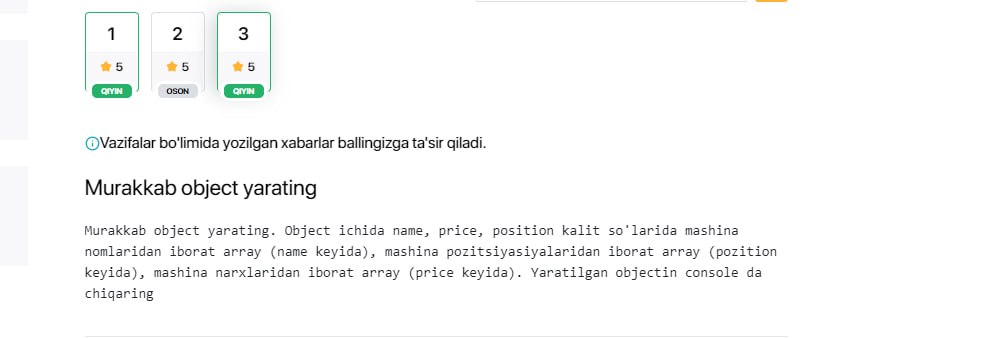 1 2 3
5 5 5
QIYIN OSON QIYIN
Vazifalar bo'limida yozilgan xabarlar ballingizga ta'sir qiladi.
Murakkab object yarating
Murakkab object yarating. Object ichida name, price, position kalit so'larida mashina
nomlaridan iborat array (name keyida), mashina pozitsiyasiyalaridan iborat array (pozition
keyida), mashina narxlaridan iborat array (price keyida). Yaratilgan objectin console da
chiqaring